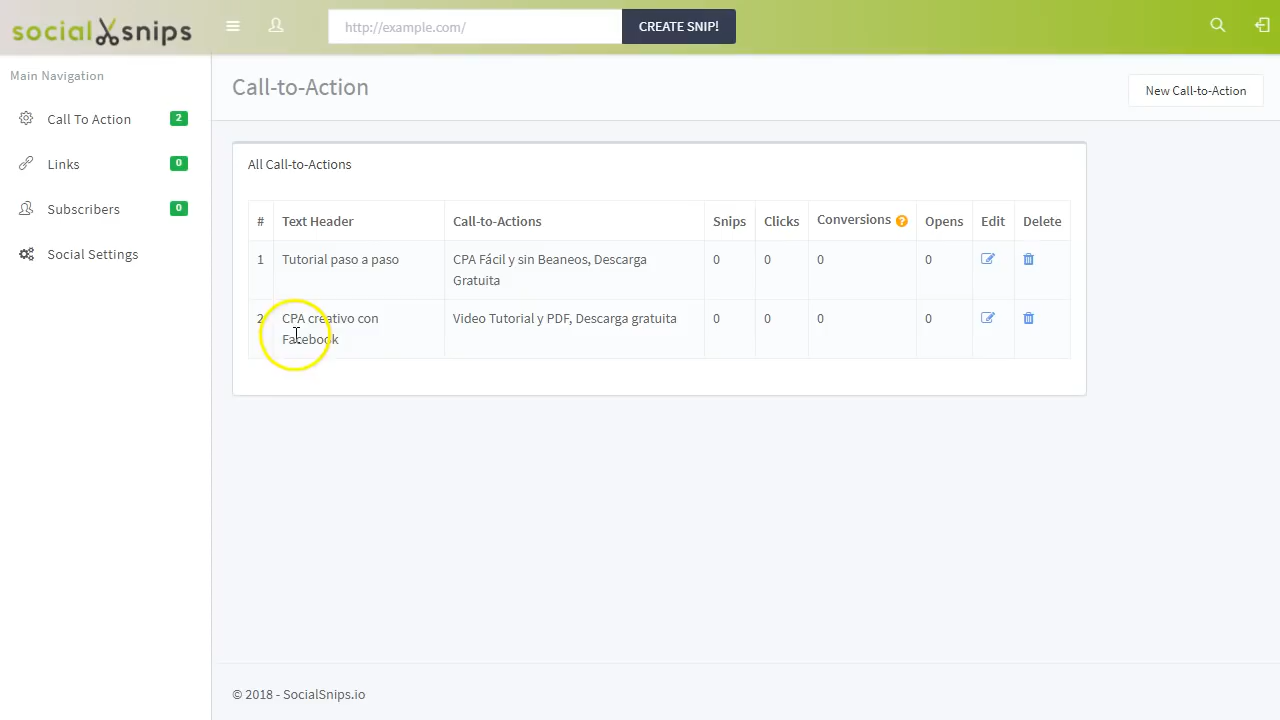 social snips
http://example.com/
CREATE SNIP!
Main Navigation
Call To Action 2
Links 0
Subscribers 0
Social Settings
Call-to-Action
New Call-to-Action
All Call-to-Actions
# Text Header Call-to-Actions Snips Clicks Conversions ? Opens Edit Delete
1 Tutorial paso a paso CPA Fácil y sin Beaneos, Descarga 0 0 0 0
Gratuita
2 CPA creativo con Video Tutorial y PDF, Descarga gratuita 0 0 0 0
Facebook
© 2018 - SocialSnips.io